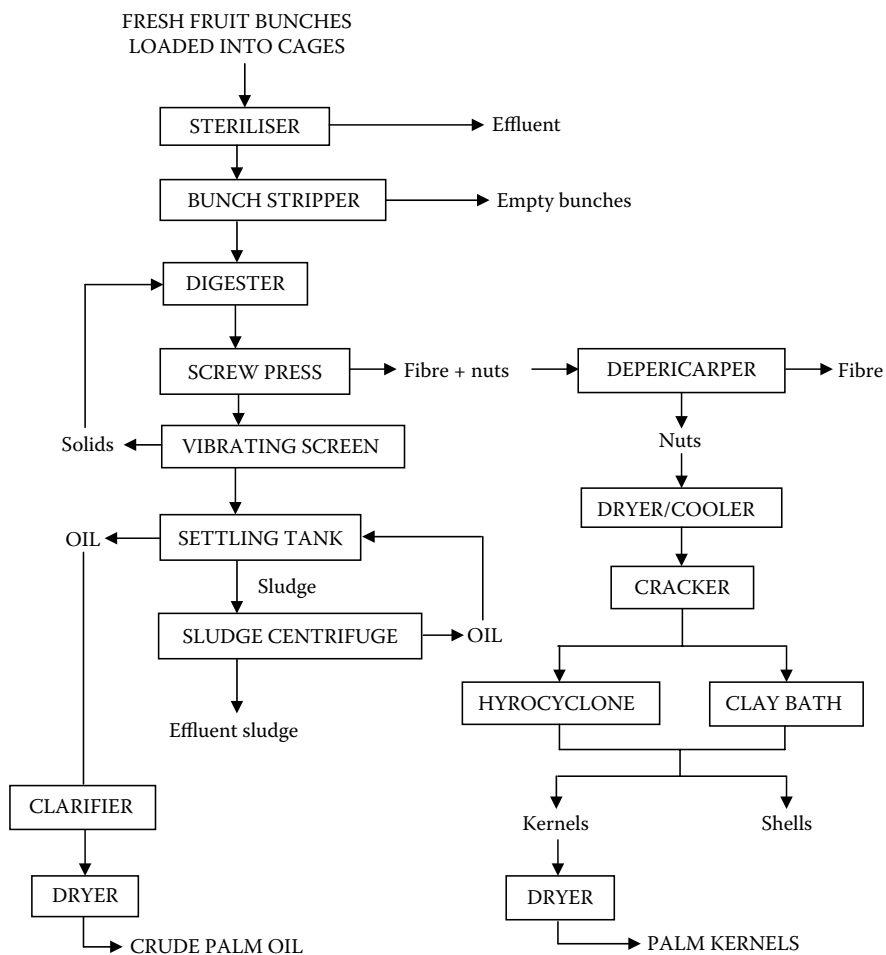 FRESH FRUIT BUNCHES
LOADED INTO CAGES
STERILISER
Effluent
BUNCH STRIPPER
Empty bunches
DIGESTER
SCREW PRESS
Fibre + nuts
DEPERICARPER
Fibre
Solids
VIBRATING SCREEN
Nuts
DRYER/COOLER
OIL
SETTLING TANK
Sludge
CRACKER
SLUDGE CENTRIFUGE
OIL
HYROCYCLONE
CLAY BATH
Effluent sludge
CLARIFIER
Kernels
Shells
DRYER
DRYER
CRUDE PALM OIL
PALM KERNELS